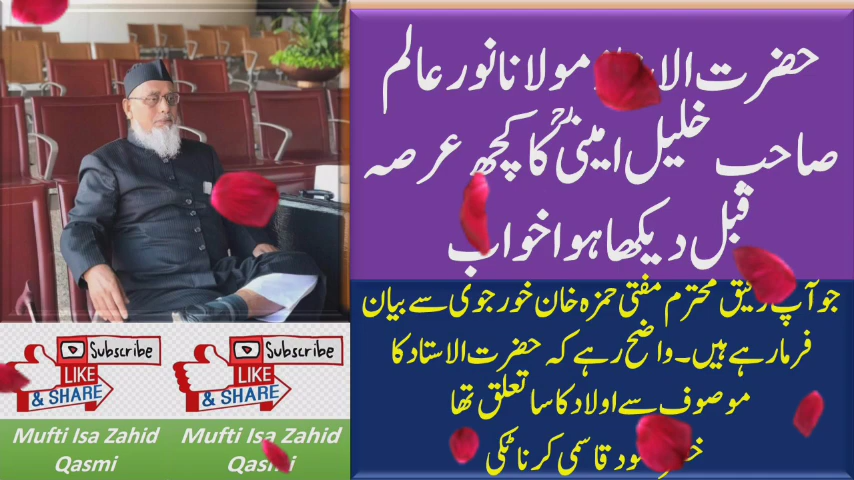 حضرت الاستاذ مولانا نور عالم
صاحب خلیل امینیؒ کا کچھ عرصہ
قبل دیکھا ہوا خواب
جو آپ رفیق محترم مفتی حمزہ خان خورجوی سے بیان
فرما رہے ہیں۔ واضح رہے کہ حضرت الاستاد کا
موصوف سے اولاد کا سا تعلق تھا
قاسمی کرناٹکی
Subscribe
LIKE
& SHARE
Subscribe
LIKE
& SHARE
Mufti Isa Zahid
Qasmi
Mufti Isa Zahid
Qasmi